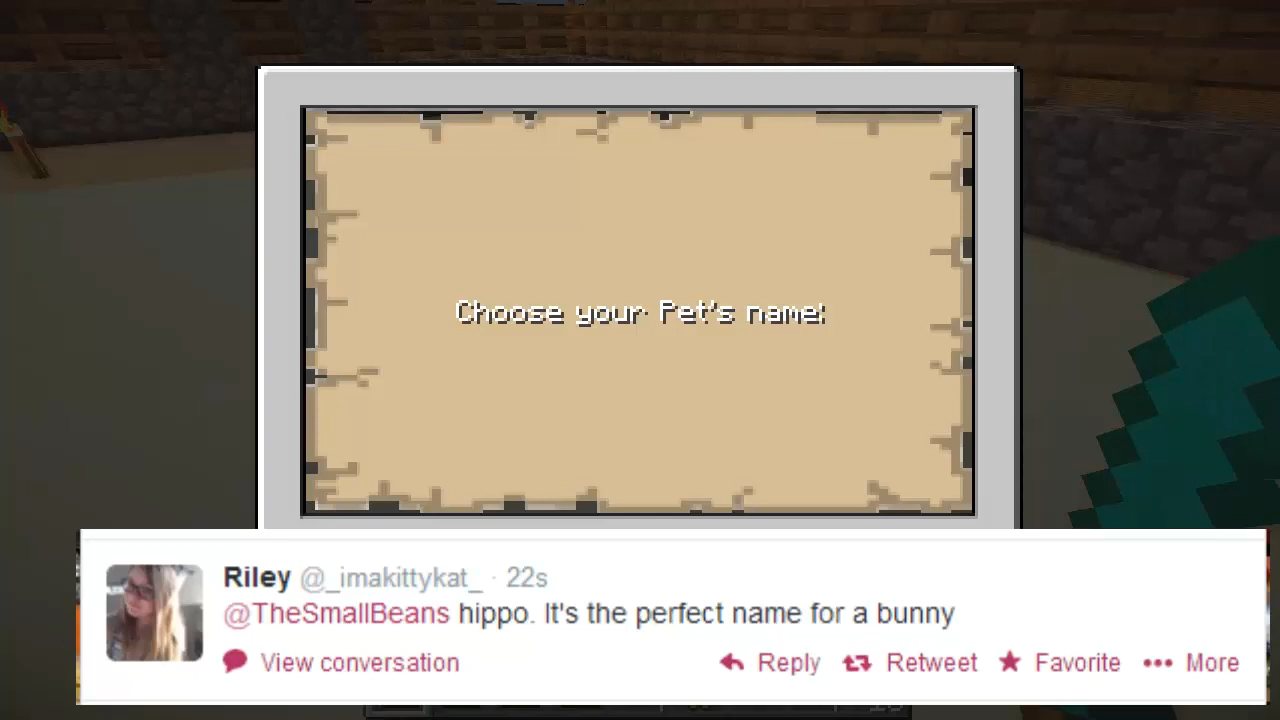 Choose your Pet's name:
Riley @_imakittykat_ · 22s
@TheSmallBeans hippo. It's the perfect name for a bunny
View conversation Reply Retweet Favorite More